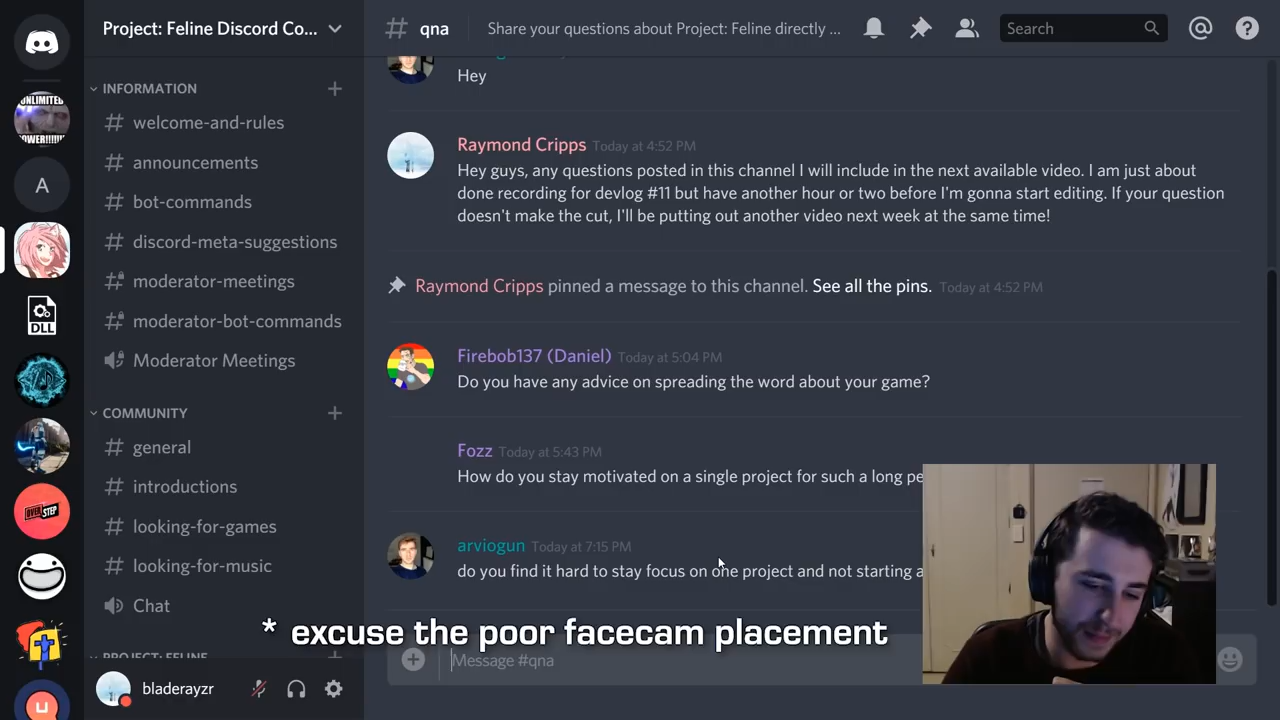 Project: Feline Discord Co...
# qna
Share your questions about Project: Feline directly ...
Search
UNLIMITED
POWER!!!!!!
A
DLL
OVERSTEP
INFORMATION
welcome-and-rules
announcements
bot-commands
discord-meta-suggestions
moderator-meetings
moderator-bot-commands
Moderator Meetings
COMMUNITY
general
introductions
looking-for-games
looking-for-music
Chat
PROJECT: FELINE
bladerayzr
Hey
Raymond Cripps Today at 4:52 PM
Hey guys, any questions posted in this channel I will include in the next available video. I am just about
done recording for devlog #11 but have another hour or two before I'm gonna start editing. If your question
doesn't make the cut, I'll be putting out another video next week at the same time!
Raymond Cripps pinned a message to this channel. See all the pins. Today at 4:52 PM
Firebob137 (Daniel) Today at 5:04 PM
Do you have any advice on spreading the word about your game?
Fozz Today at 5:43 PM
How do you stay motivated on a single project for such a long pe
arviogun Today at 7:15 PM
do you find it hard to stay focus on one project and not starting a
* excuse the poor facecam placement
Message #qna